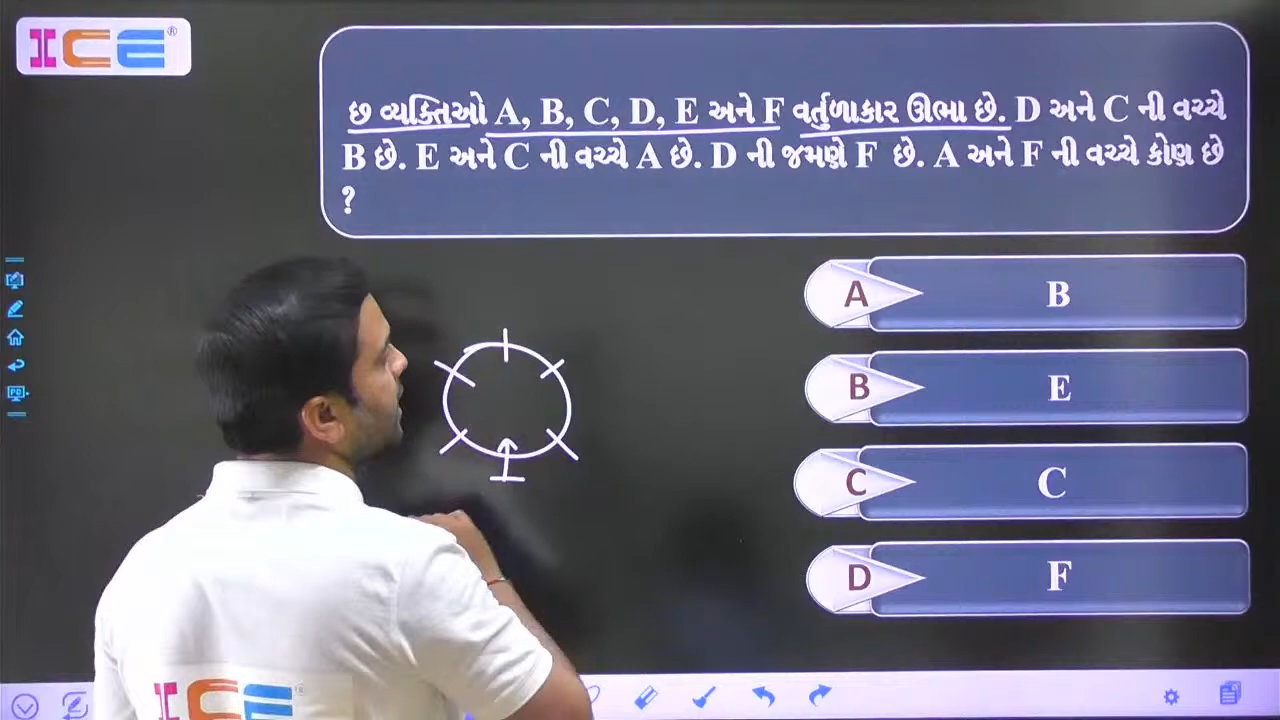 ICE®
છ વ્યક્તિઓ A, B, C, D, E અને F વર્તુળાકાર ઊભા છે. D અને C ની વચ્ચે
B છે. E અને C ની વચ્ચે A છે. D ની જમણે F છે. A અને F ની વચ્ચે કોણ છે
?
A B
B E
C C
D F
ICE®